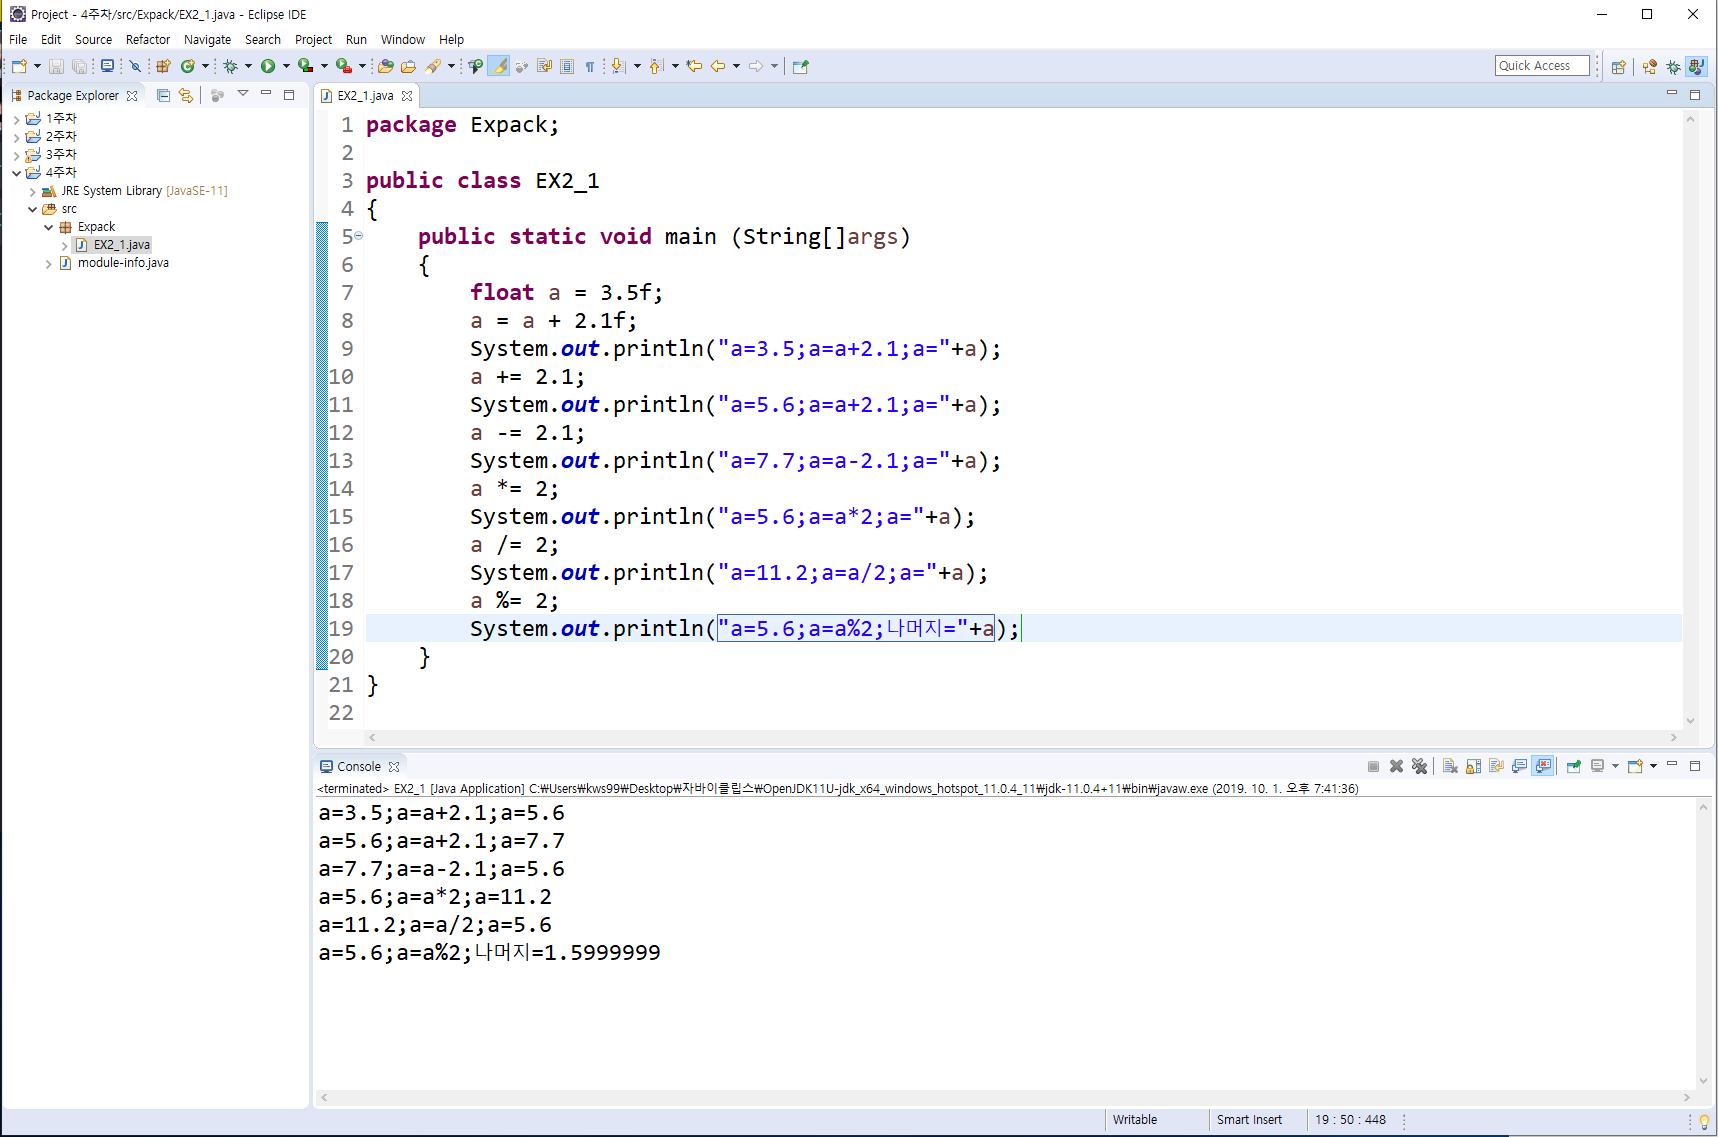 Project - 4주차/src/Expack/EX2_1.java - Eclipse IDE
File Edit Source Refactor Navigate Search Project Run Window Help
Quick Access
Package Explorer
1주차
2주차
3주차
4주차
JRE System Library [JavaSE-11]
src
Expack
EX2_1.java
module-info.java
EX2_1.java
1 package Expack;
2
3 public class EX2_1
4 {
5 public static void main (String[]args)
6 {
7 float a = 3.5f;
8 a = a + 2.1f;
9 System.out.println("a=3.5;a=a+2.1;a="+a);
10 a += 2.1;
11 System.out.println("a=5.6;a=a+2.1;a="+a);
12 a -= 2.1;
13 System.out.println("a=7.7;a=a-2.1;a="+a);
14 a *= 2;
15 System.out.println("a=5.6;a=a*2;a="+a);
16 a /= 2;
17 System.out.println("a=11.2;a=a/2;a="+a);
18 a %= 2;
19 System.out.println("a=5.6;a=a%2;나머지="+a);
20 }
21 }
22
Console
<terminated> EX2_1 [Java Application] C:₩Users₩kws99₩Desktop₩자바이클립스₩OpenJDK11U-jdk_x64_windows_hotspot_11.0.4_11₩jdk-11.0.4+11₩bin₩javaw.exe (2019. 10. 1. 오후 7:41:36)
a=3.5;a=a+2.1;a=5.6
a=5.6;a=a+2.1;a=7.7
a=7.7;a=a-2.1;a=5.6
a=5.6;a=a*2;a=11.2
a=11.2;a=a/2;a=5.6
a=5.6;a=a%2;나머지=1.5999999
Writable Smart Insert 19 : 50 : 448